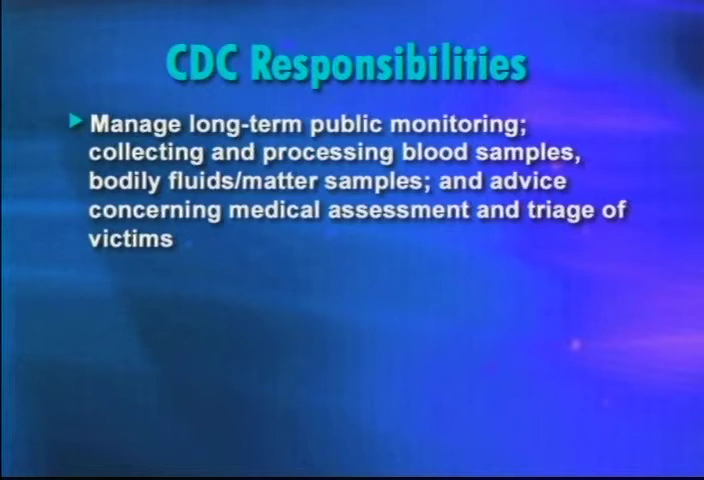 CDC Responsibilities
Manage long-term public monitoring;
collecting and processing blood samples,
bodily fluids/matter samples; and advice
concerning medical assessment and triage of
victims